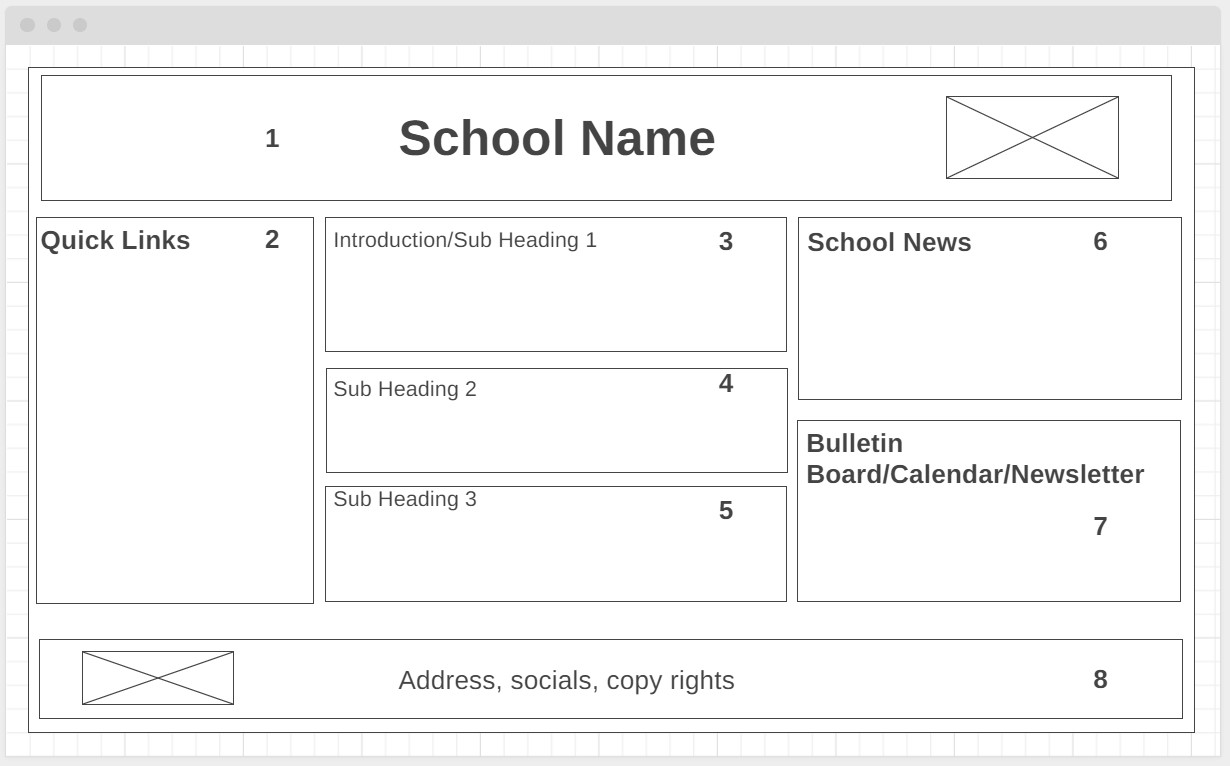 1
School Name
Quick Links 2
Introduction/Sub Heading 1 3
Sub Heading 2 4
Sub Heading 3 5
School News 6
Bulletin
Board/Calendar/Newsletter
7
Address, socials, copy rights 8